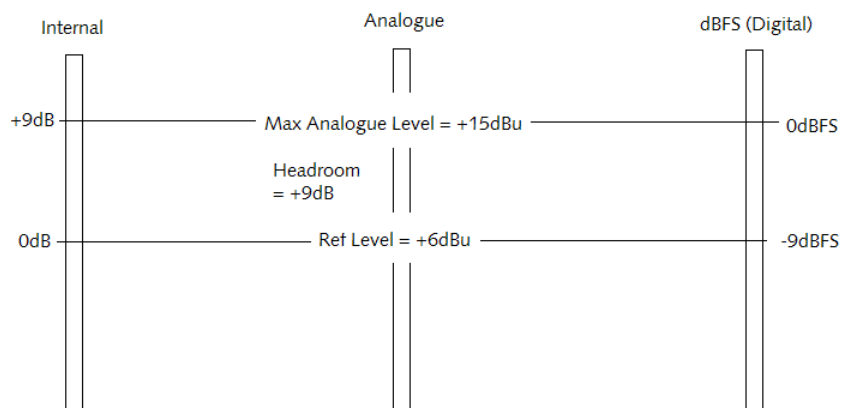 Internal
Analogue
dBFS (Digital)
+9dB
Max Analogue Level = +15dBu
0dBFS
Headroom
= +9dB
0dB
Ref Level = +6dBu
-9dBFS